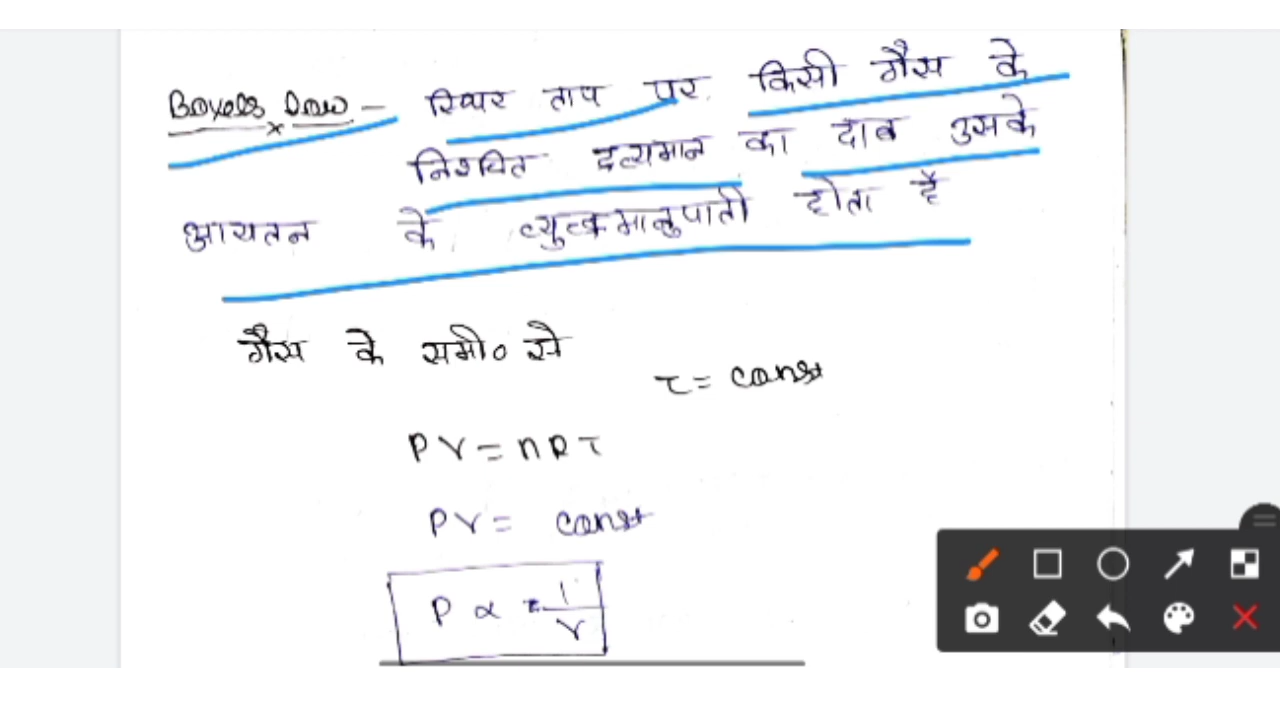 Boyels Law - स्थिर ताप पर किसी गैस के
निश्चित द्रव्यमान का दाब उसके
आयतन के व्युत्क्रमानुपाती होता है
गैस के समी० से
T = const
PV = nRT
PV = const
P ∝ 1/V